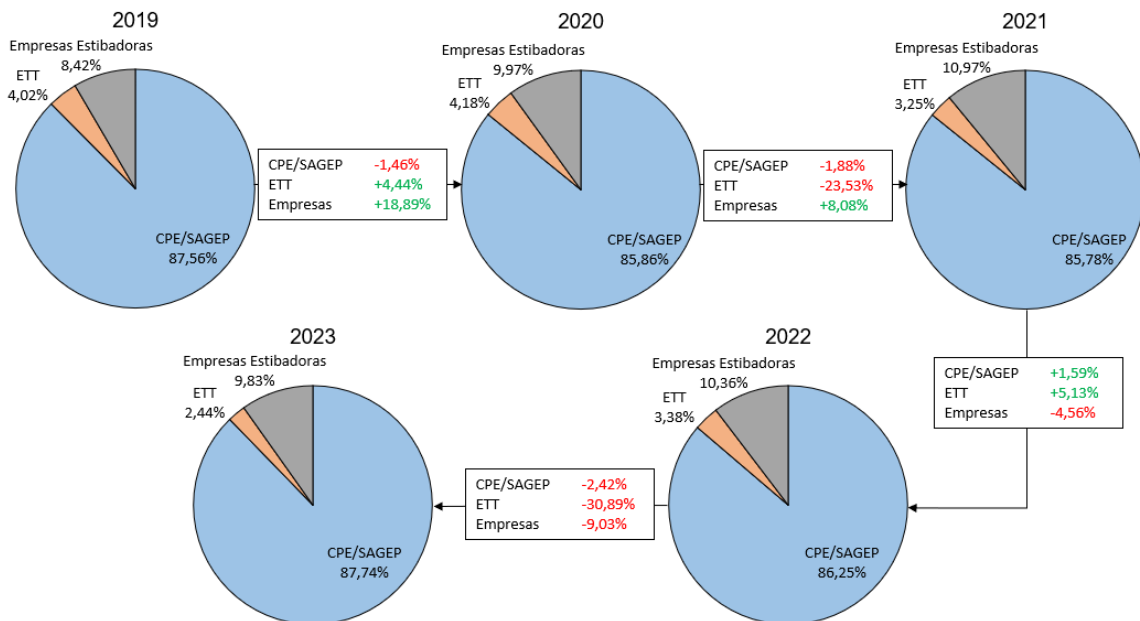 2019
Empresas Estibadoras
8,42%
ETT
4,02%
CPE/SAGEP
87,56%
CPE/SAGEP -1,46%
ETT +4,44%
Empresas +18,89%
2020
Empresas Estibadoras
9,97%
ETT
4,18%
CPE/SAGEP
85,86%
CPE/SAGEP -1,88%
ETT -23,53%
Empresas +8,08%
2021
Empresas Estibadoras
10,97%
ETT
3,25%
CPE/SAGEP
85,78%
CPE/SAGEP +1,59%
ETT +5,13%
Empresas -4,56%
2022
Empresas Estibadoras
10,36%
ETT
3,38%
CPE/SAGEP
86,25%
CPE/SAGEP -2,42%
ETT -30,89%
Empresas -9,03%
2023
Empresas Estibadoras
9,83%
ETT
2,44%
CPE/SAGEP
87,74%